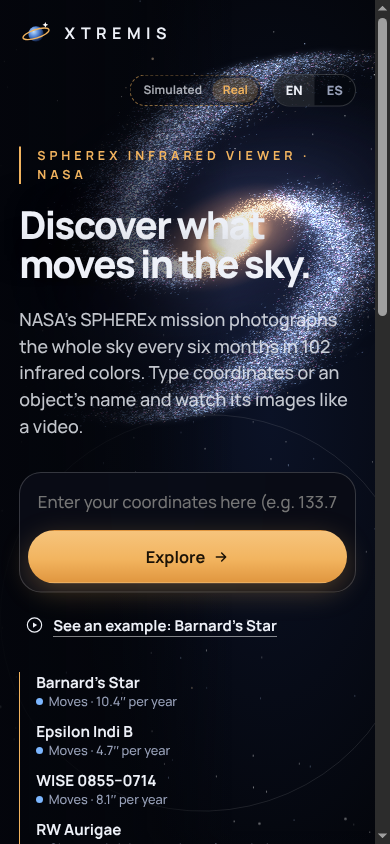 XTREMIS
Simulated Real EN ES
SPHEREX INFRARED VIEWER ·
NASA
Discover what
moves in the sky.
NASA's SPHEREx mission photographs
the whole sky every six months in 102
infrared colors. Type coordinates or an
object's name and watch its images like
a video.
Enter your coordinates here (e.g. 133.7
Explore →
See an example: Barnard's Star
Barnard's Star
Moves · 10.4″ per year
Epsilon Indi B
Moves · 4.7″ per year
WISE 0855−0714
Moves · 8.1″ per year
RW Aurigae